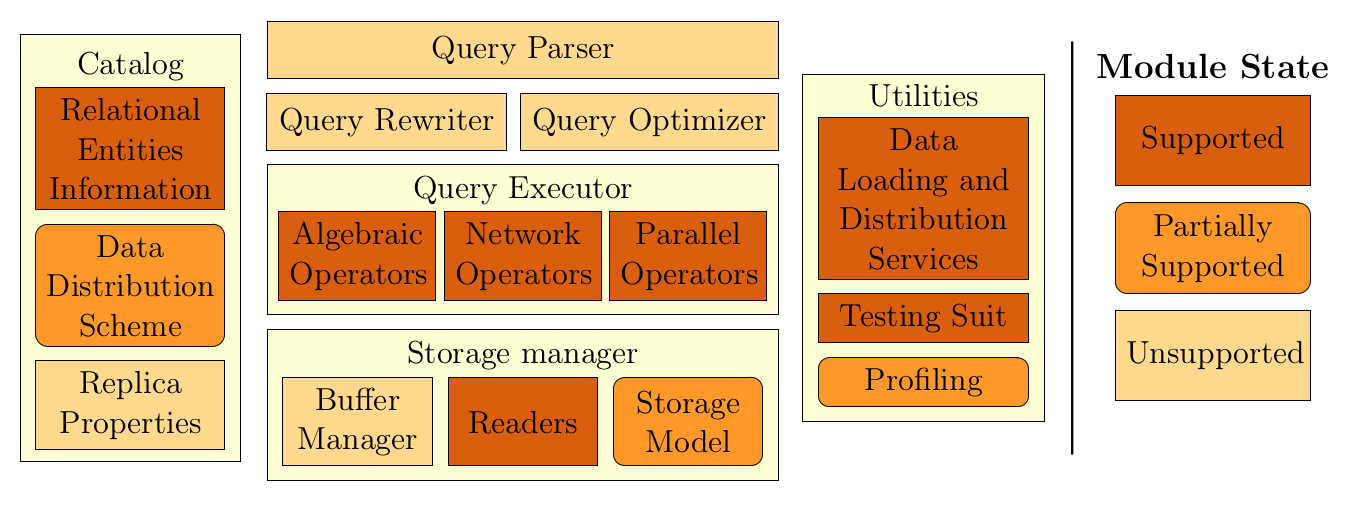 Catalog
Relational
Entities
Information
Data
Distribution
Scheme
Replica
Properties
Query Parser
Query Rewriter
Query Optimizer
Query Executor
Algebraic
Operators
Network
Operators
Parallel
Operators
Storage manager
Buffer
Manager
Readers
Storage
Model
Utilities
Data
Loading and
Distribution
Services
Testing Suit
Profiling
Module State
Supported
Partially
Supported
Unsupported